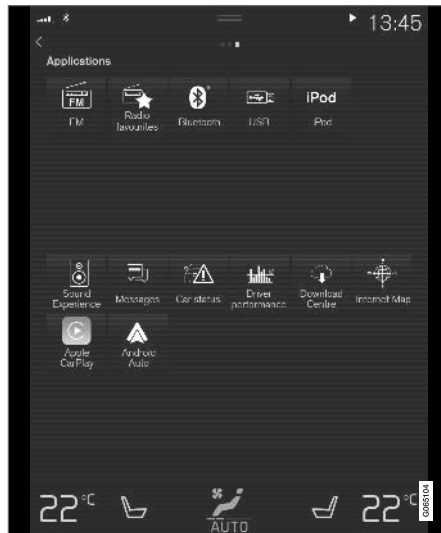 13:45
Applications
FM
iPod
FM
Radio
favourites
Bluetooth
USB
iPod
Sound
Experience
Messages
Car status
Driver
performance
Download
Centre
Internet Map
Apple
CarPlay
Android
Auto
22°C
22°C
AUTO
G065104